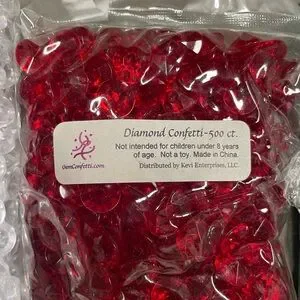 Diamond Confetti-500 ct.
Not intended for children under 8 years
of age. Not a toy. Made in China.
GemConfetti.com
Distributed by Kevi Enterprises, LLC.